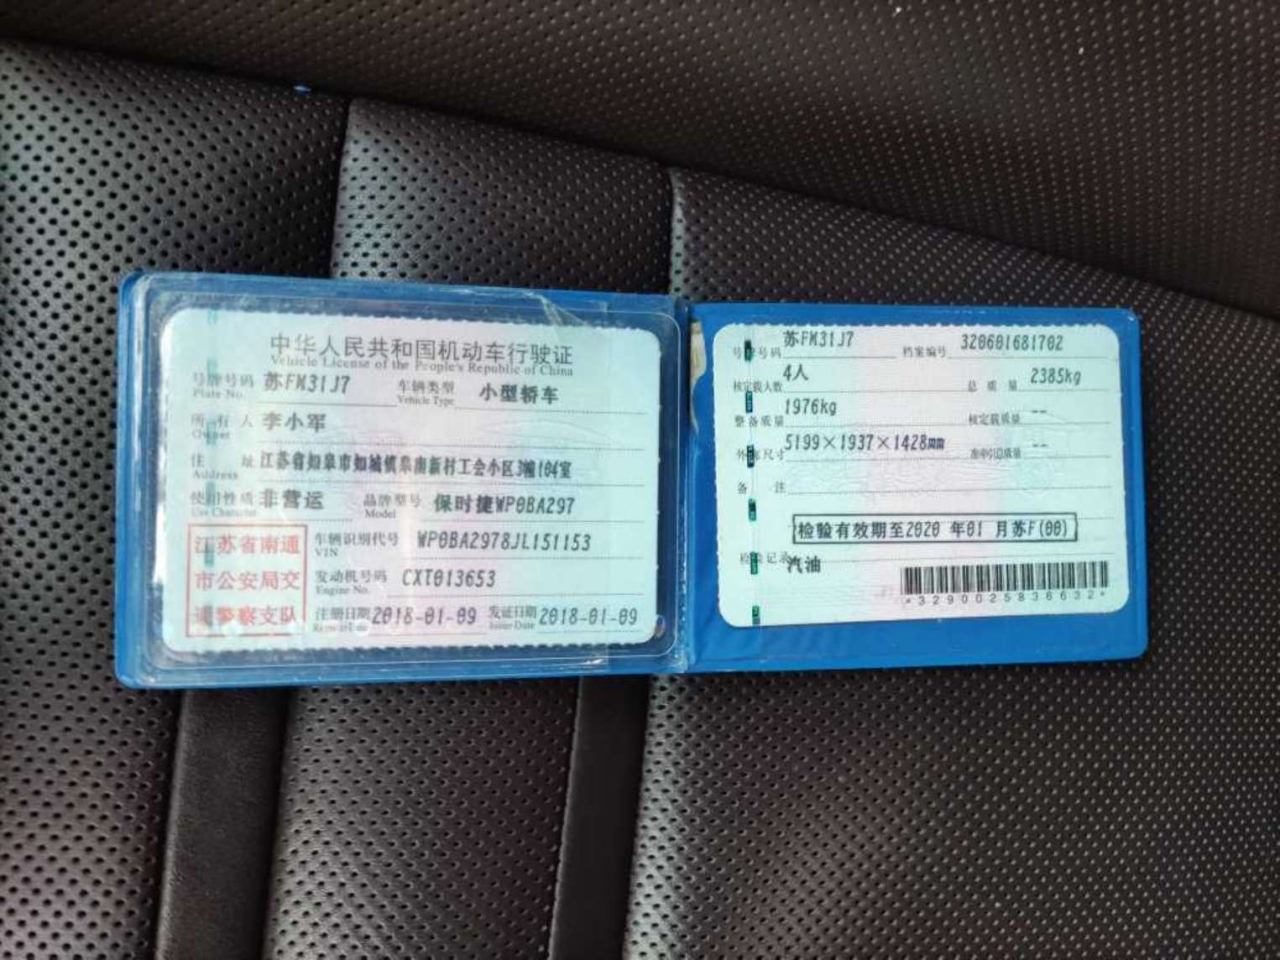 中华人民共和国机动车行驶证
Vehicle License of the People's Republic of China
号牌号码 苏FM31J7 车辆类型 小型轿车
Plate No. Vehicle Type
所有人 李小军
Owner
住址 江苏省如皋市如城镇皋南新村工会小区3幢104室
Address
使用性质 非营运 品牌型号 保时捷WP0BA297
Use Character Model
江苏省南通
市公安局交
通警察支队
车辆识别代号 WP0BA2978JL151153
VIN
发动机号码 CXT013653
Engine No.
注册日期 2018-01-09 发证日期 2018-01-09
Register Date Issue Date
号牌号码 苏FM31J7 档案编号 320601681702
核定载人数 4人 总质量 2385kg
整备质量 1976kg 核定载质量 --
外廓尺寸 5199×1937×1428mm 准牵引总质量 --
备注
检验有效期至2020年01月苏F(00)
检验记录 汽油
*3290025836632*